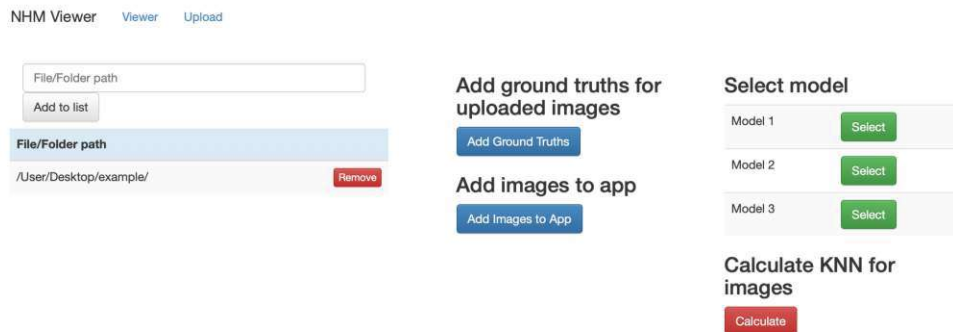 NHM Viewer Viewer Upload
File/Folder path
Add to list
File/Folder path
/User/Desktop/example/ Remove
Add ground truths for
uploaded images
Add Ground Truths
Add images to app
Add Images to App
Select model
Model 1 Select
Model 2 Select
Model 3 Select
Calculate KNN for
images
Calculate